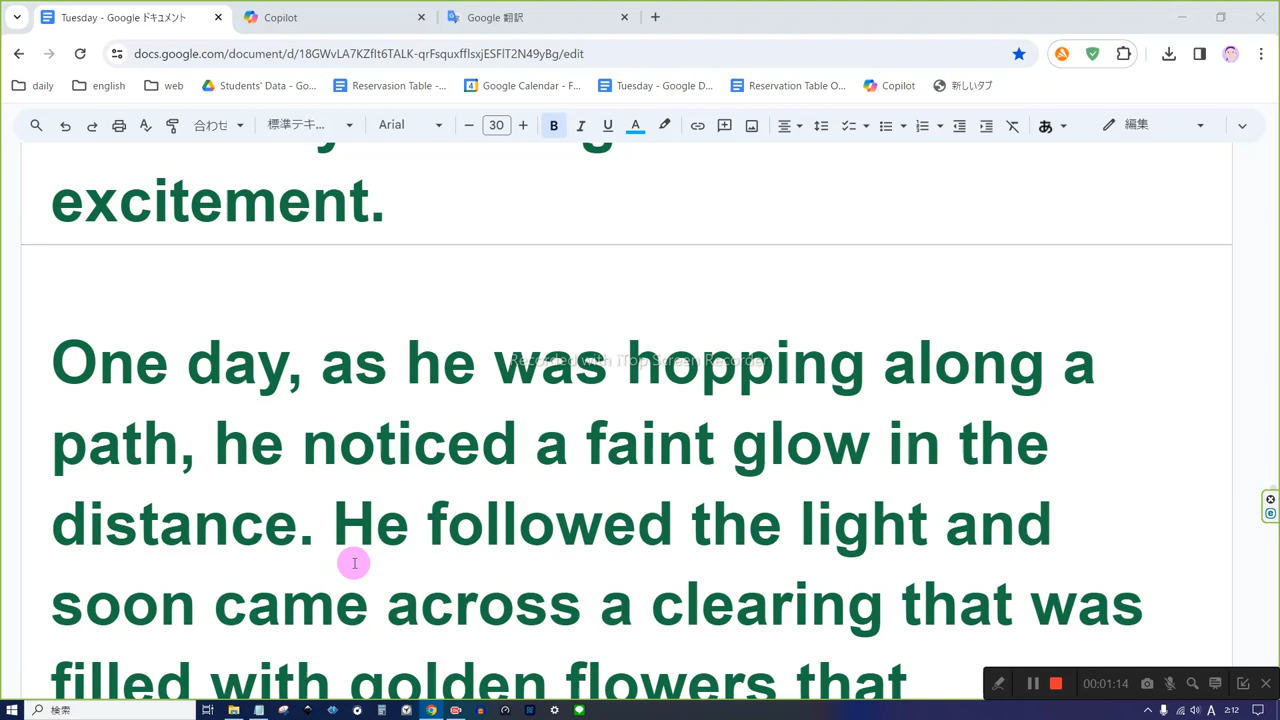 Tuesday - Google ドキュメント
Copilot
Google 翻訳
docs.google.com/document/d/18GWvLA7KZfIt6TALK-qrFsquxfflsxjESFlT2N49yBg/edit
daily
english
web
Students' Data - Go...
Reservasion Table -...
Google Calendar - F...
Tuesday - Google D...
Reservation Table O...
Copilot
新しいタブ
合わせ
標準テキ...
Arial
30
編集
excitement.
One day, as he was hopping along a
path, he noticed a faint glow in the
distance. He followed the light and
soon came across a clearing that was
filled with golden flowers that
Recorded with iTop Screen Recorder
00:01:14
検索
2:12